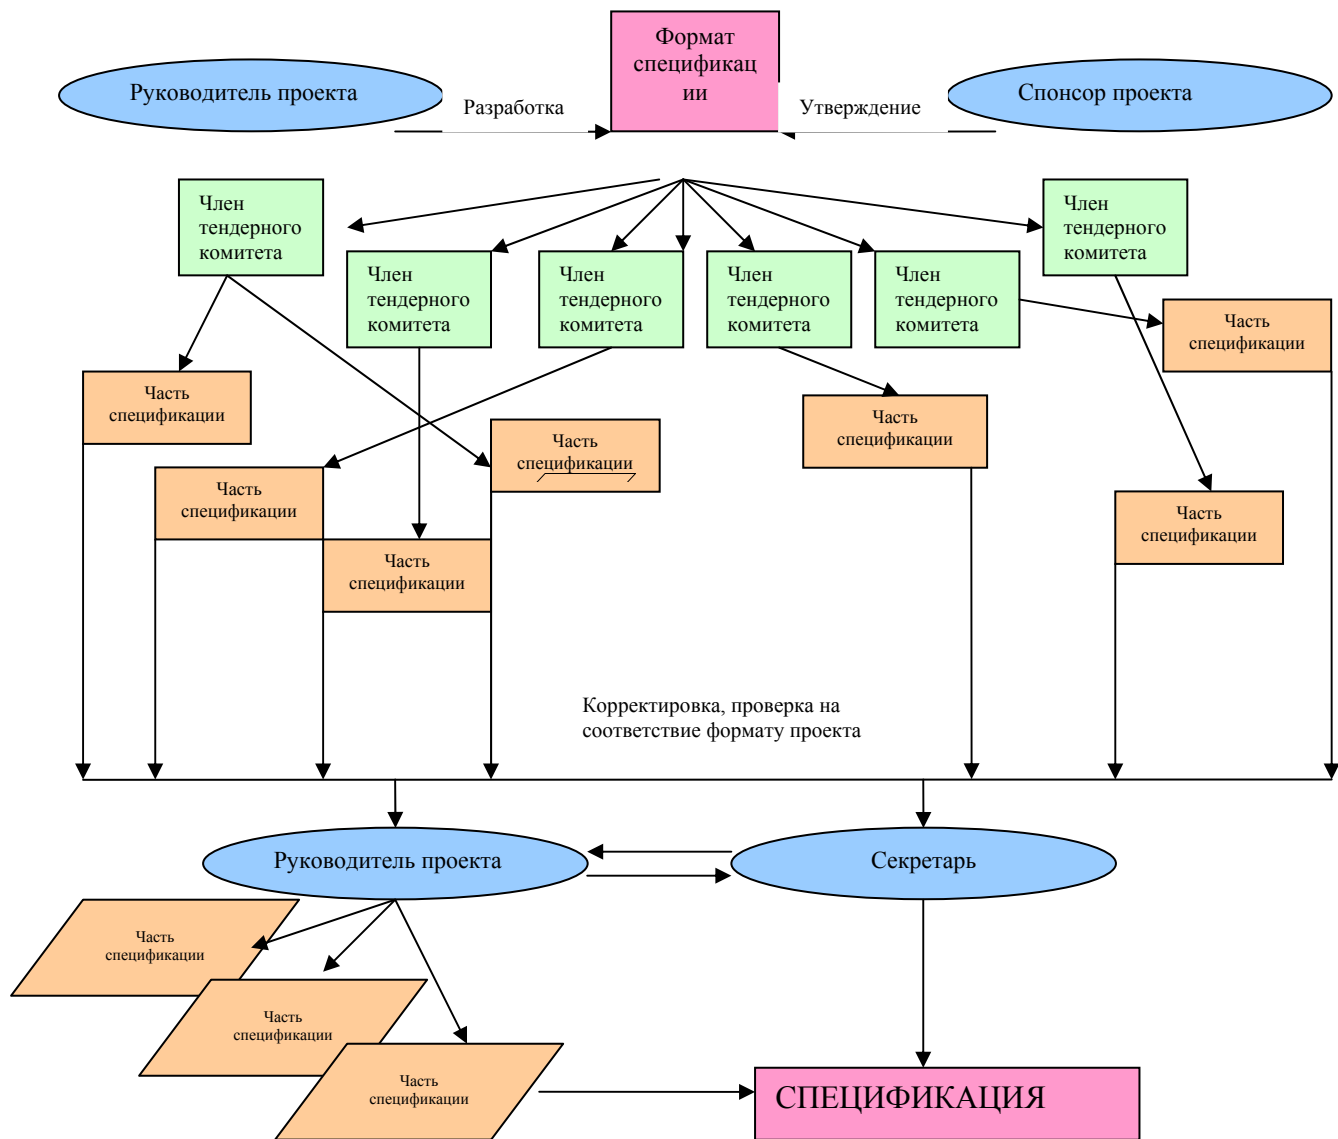 Формат
спецификац
ии
Руководитель проекта
Разработка
Утверждение
Спонсор проекта
Член
тендерного
комитета
Член
тендерного
комитета
Член
тендерного
комитета
Член
тендерного
комитета
Член
тендерного
комитета
Член
тендерного
комитета
Часть
спецификации
Часть
спецификации
Часть
спецификации
Часть
спецификации
Часть
спецификации
Часть
спецификации
Часть
спецификации
Корректировка, проверка на
соответствие формату проекта
Руководитель проекта
Секретарь
Часть
спецификации
Часть
спецификации
Часть
спецификации
СПЕЦИФИКАЦИЯ